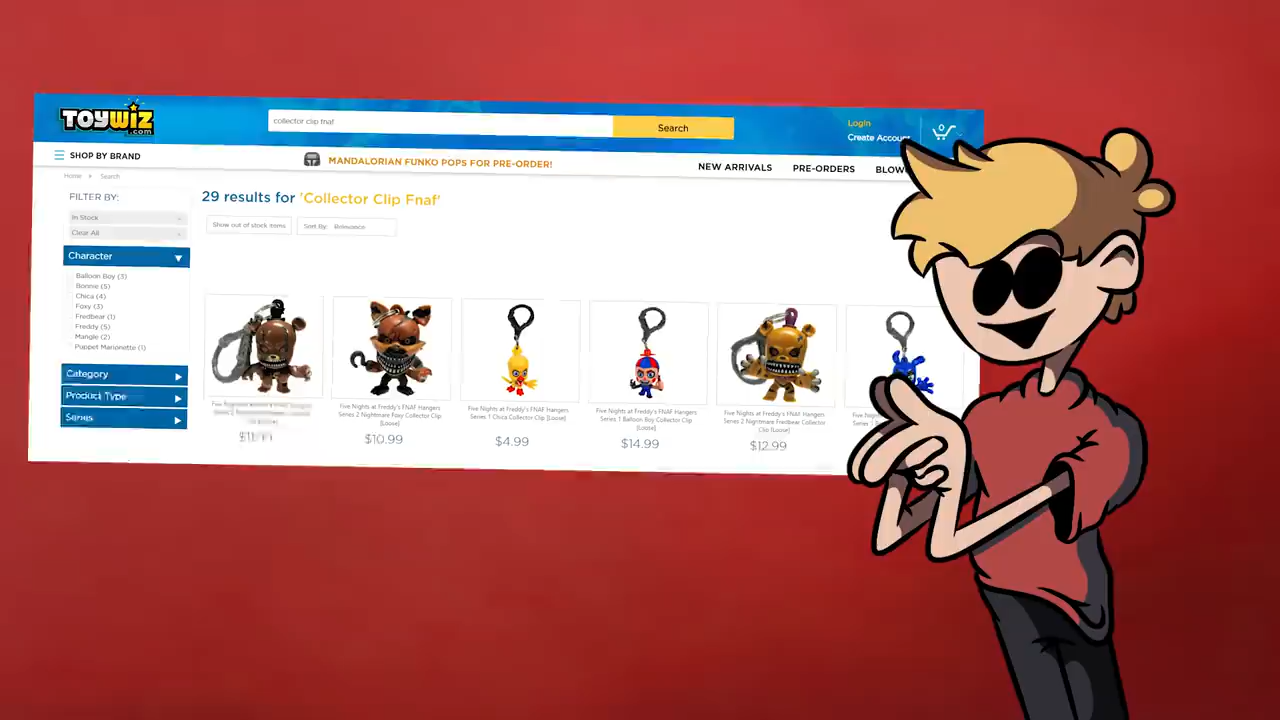 TOYWIZ
.com
collector clip fnaf
Search
Login
Create Account
0
SHOP BY BRAND
MANDALORIAN FUNKO POPS FOR PRE-ORDER!
NEW ARRIVALS
PRE-ORDERS
Home
Search
FILTER BY:
29 results for 'Collector Clip Fnaf'
In Stock
Clear All
Show out of stock items
Sort By: Relevance
Character
Balloon Boy (3)
Bonnie (5)
Chica (4)
Foxy (3)
Fredbear (1)
Freddy (5)
Mangle (2)
Puppet Marionette (1)
Category
Product Type
Series
Five Nights at Freddy's FNAF Hangers
Series 2 Nightmare Foxy Collector Clip
[Loose]
$10.99
Five Nights at Freddy's FNAF Hangers
Series 1 Chica Collector Clip [Loose]
$4.99
Five Nights at Freddy's FNAF Hangers
Series 1 Balloon Boy Collector Clip
[Loose]
$14.99
Five Nights at Freddy's FNAF Hangers
Series 2 Nightmare Fredbear Collector
Clip [Loose]
$12.99